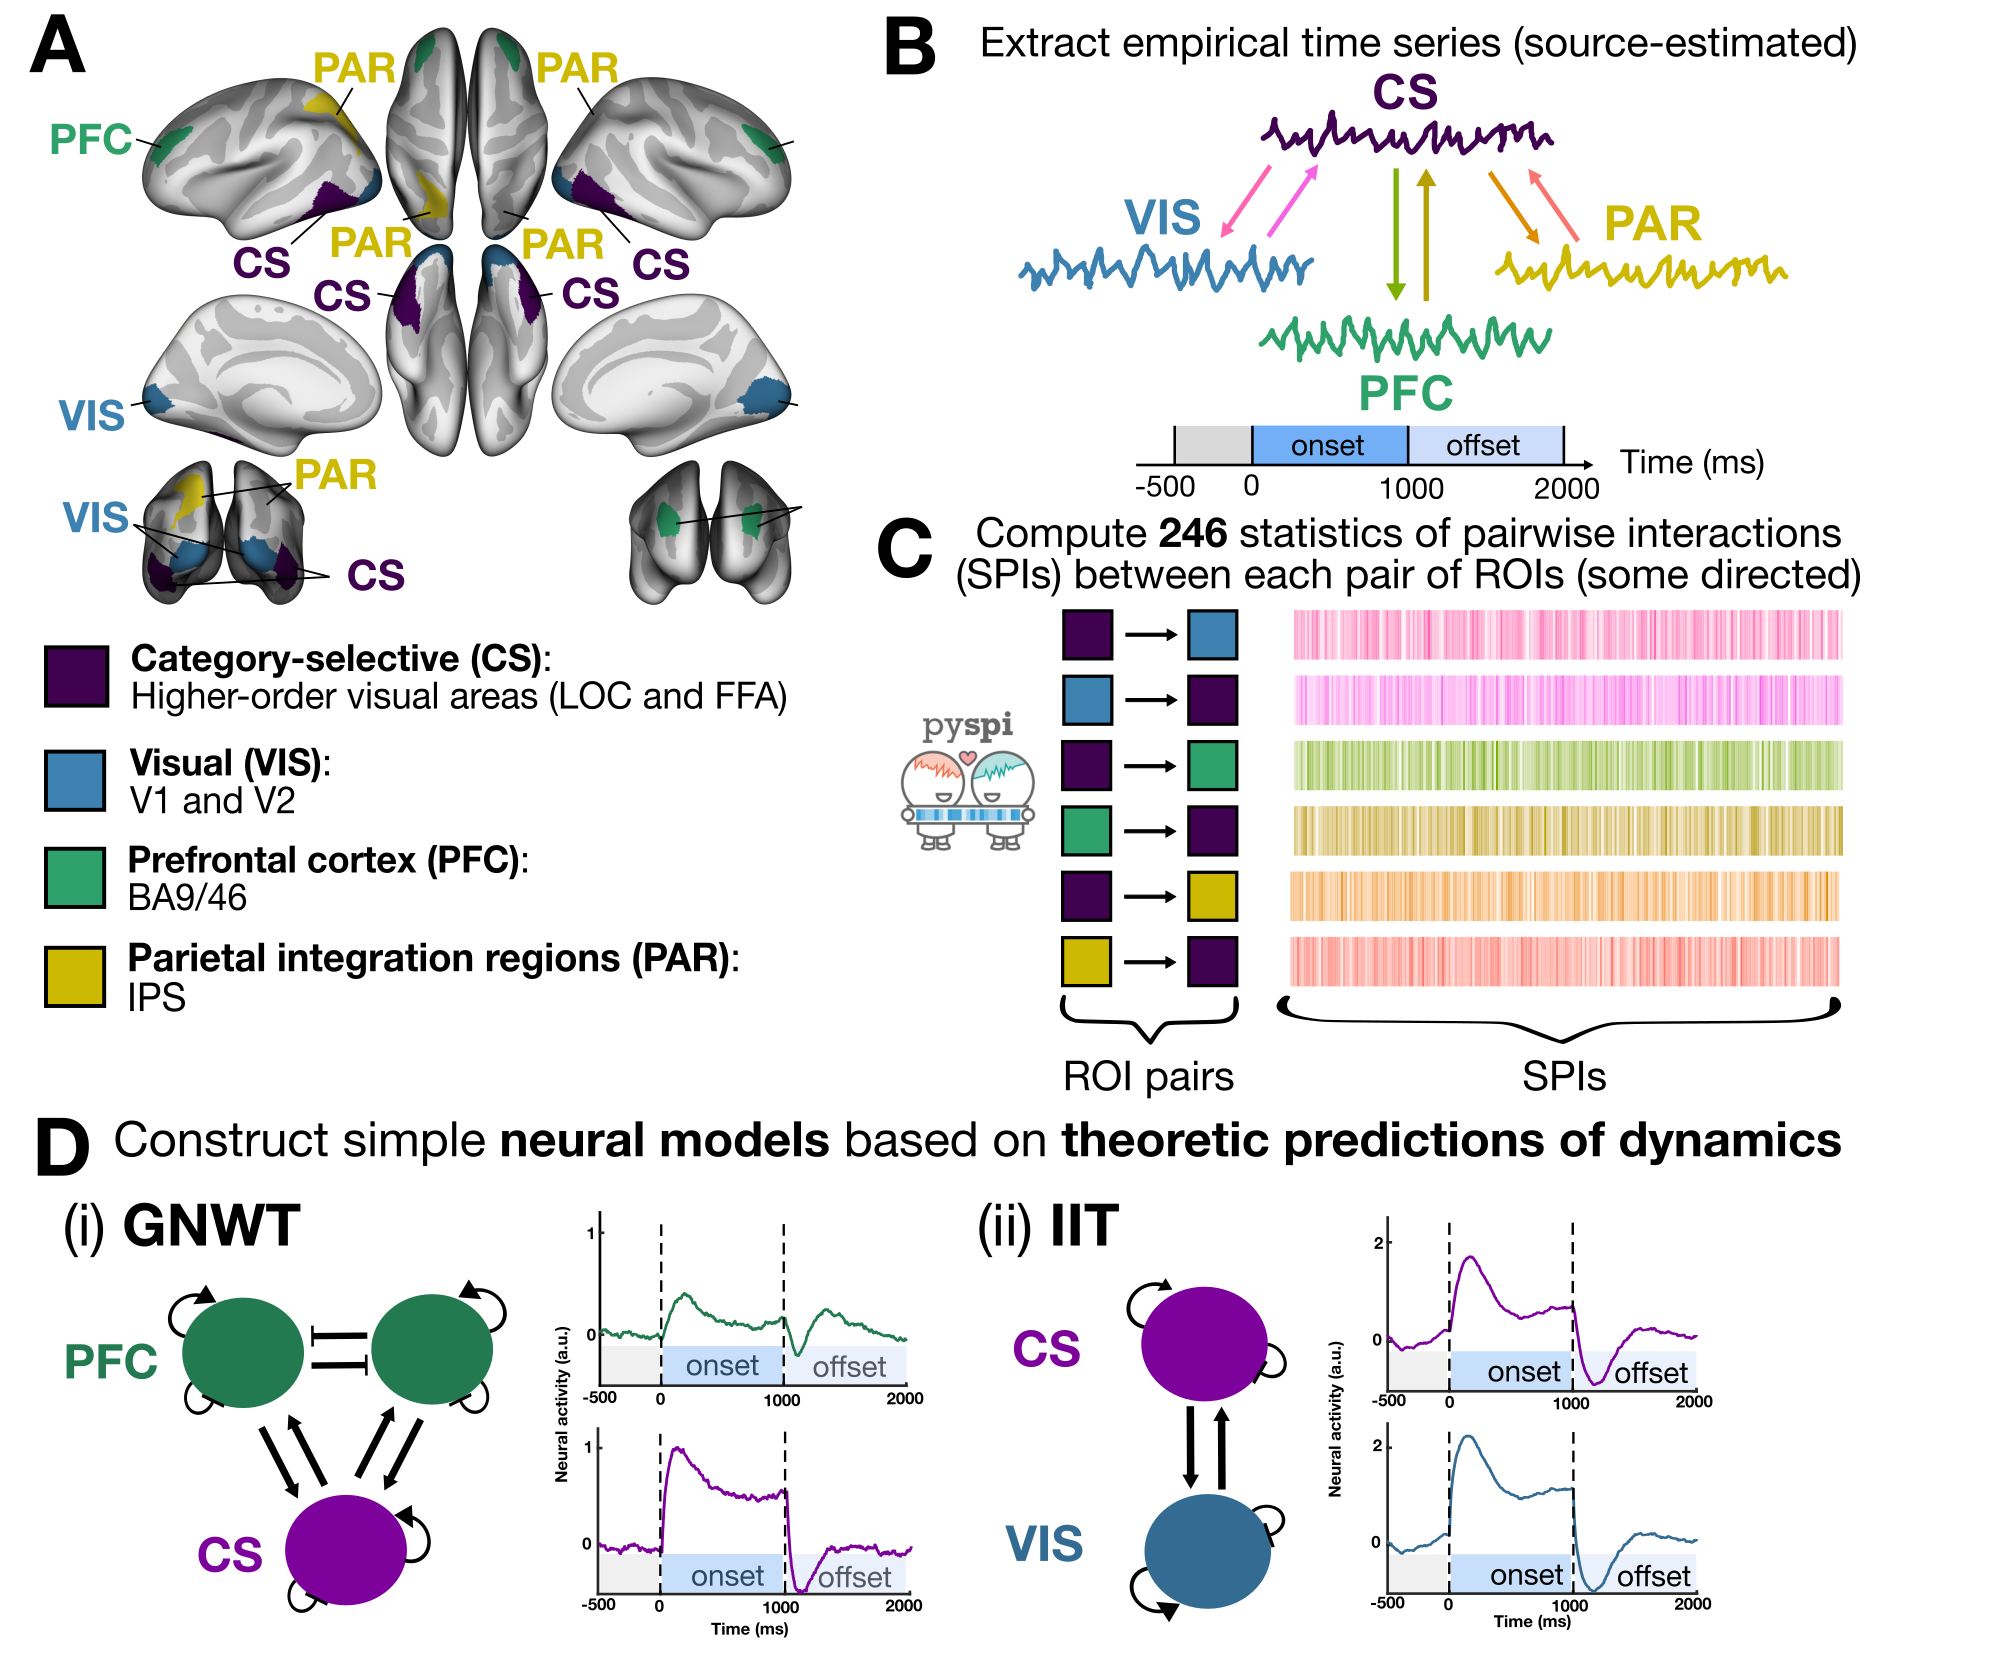 A
PAR
PAR
PFC
PAR
PAR
CS
CS
CS
CS
VIS
PAR
VIS
CS
Category-selective (CS):
Higher-order visual areas (LOC and FFA)
Visual (VIS):
V1 and V2
Prefrontal cortex (PFC):
BA9/46
Parietal integration regions (PAR):
IPS
B
Extract empirical time series (source-estimated)
CS
VIS
PAR
PFC
onset
offset
Time (ms)
-500
0
1000
2000
C
Compute 246 statistics of pairwise interactions
(SPIs) between each pair of ROIs (some directed)
pyspi
ROI pairs
SPIs
D
Construct simple neural models based on theoretic predictions of dynamics
(i) GNWT
PFC
CS
Neural activity (a.u.)
1
0
onset
offset
-500
0
1000
2000
1
0
onset
offset
-500
0
1000
2000
Time (ms)
(ii) IIT
CS
VIS
Neural activity (a.u.)
2
0
onset
offset
-500
0
1000
2000
2
0
onset
offset
-500
0
1000
2000
Time (ms)